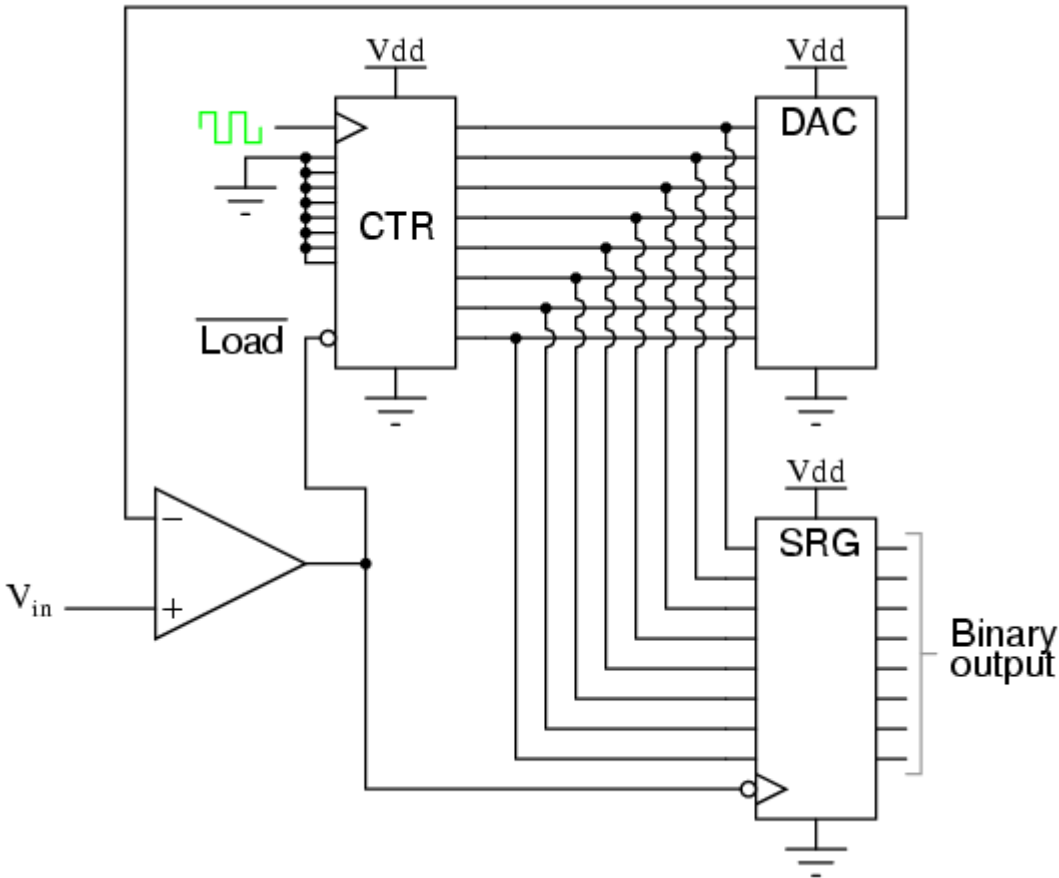 Vdd
Vdd
DAC
CTR
Load
Vdd
SRG
−
Vin
+
Binary
output